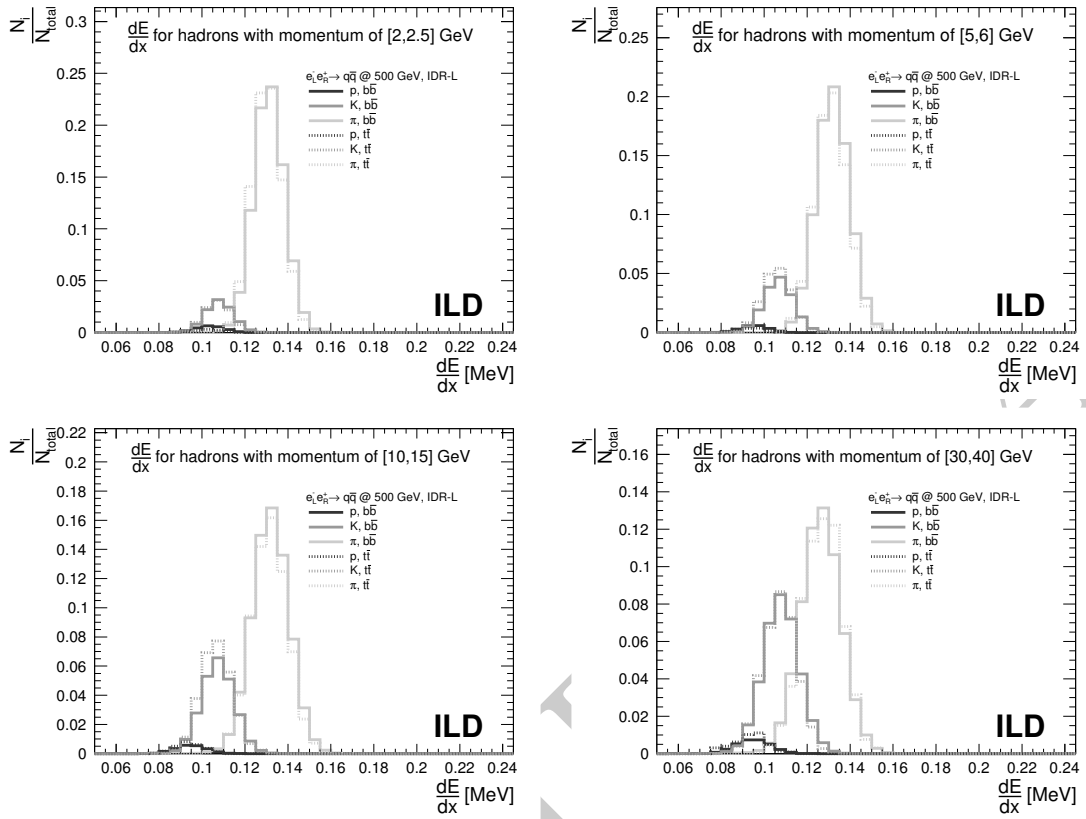 N_i/N_total
dE/dx for hadrons with momentum of [2,2.5] GeV
e_L^- e_R^+ → qq̅ @ 500 GeV, IDR-L
p, bb̅
K, bb̅
π, bb̅
p, tt̅
K, tt̅
π, tt̅
0.3
0.25
0.2
0.15
0.1
0.05
0
ILD
0.06 0.08 0.1 0.12 0.14 0.16 0.18 0.2 0.22 0.24
dE/dx [MeV]
N_i/N_total
dE/dx for hadrons with momentum of [5,6] GeV
e_L^- e_R^+ → qq̅ @ 500 GeV, IDR-L
p, bb̅
K, bb̅
π, bb̅
p, tt̅
K, tt̅
π, tt̅
0.25
0.2
0.15
0.1
0.05
0
ILD
0.06 0.08 0.1 0.12 0.14 0.16 0.18 0.2 0.22 0.24
dE/dx [MeV]
N_i/N_total
dE/dx for hadrons with momentum of [10,15] GeV
e_L^- e_R^+ → qq̅ @ 500 GeV, IDR-L
p, bb̅
K, bb̅
π, bb̅
p, tt̅
K, tt̅
π, tt̅
0.22
0.2
0.18
0.16
0.14
0.12
0.1
0.08
0.06
0.04
0.02
0
ILD
0.06 0.08 0.1 0.12 0.14 0.16 0.18 0.2 0.22 0.24
dE/dx [MeV]
N_i/N_total
dE/dx for hadrons with momentum of [30,40] GeV
e_L^- e_R^+ → qq̅ @ 500 GeV, IDR-L
p, bb̅
K, bb̅
π, bb̅
p, tt̅
K, tt̅
π, tt̅
0.16
0.14
0.12
0.1
0.08
0.06
0.04
0.02
0
ILD
0.06 0.08 0.1 0.12 0.14 0.16 0.18 0.2 0.22 0.24
dE/dx [MeV]